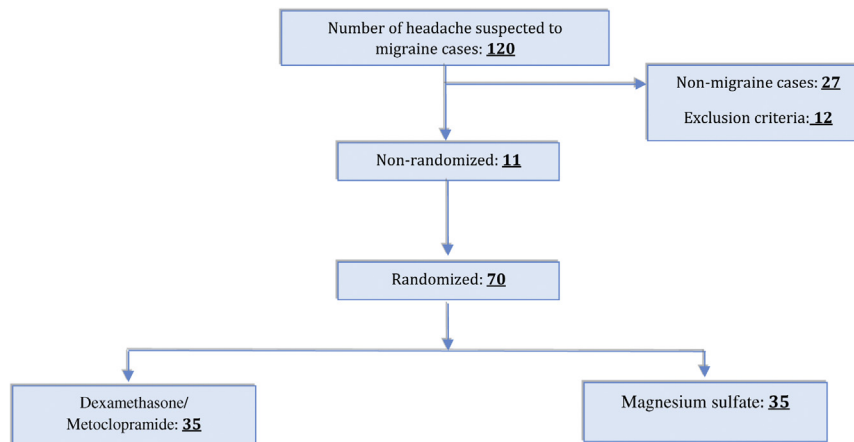 Number of headache suspected to
migraine cases: 120
Non-migraine cases: 27
Exclusion criteria: 12
Non-randomized: 11
Randomized: 70
Dexamethasone/
Metoclopramide: 35
Magnesium sulfate: 35